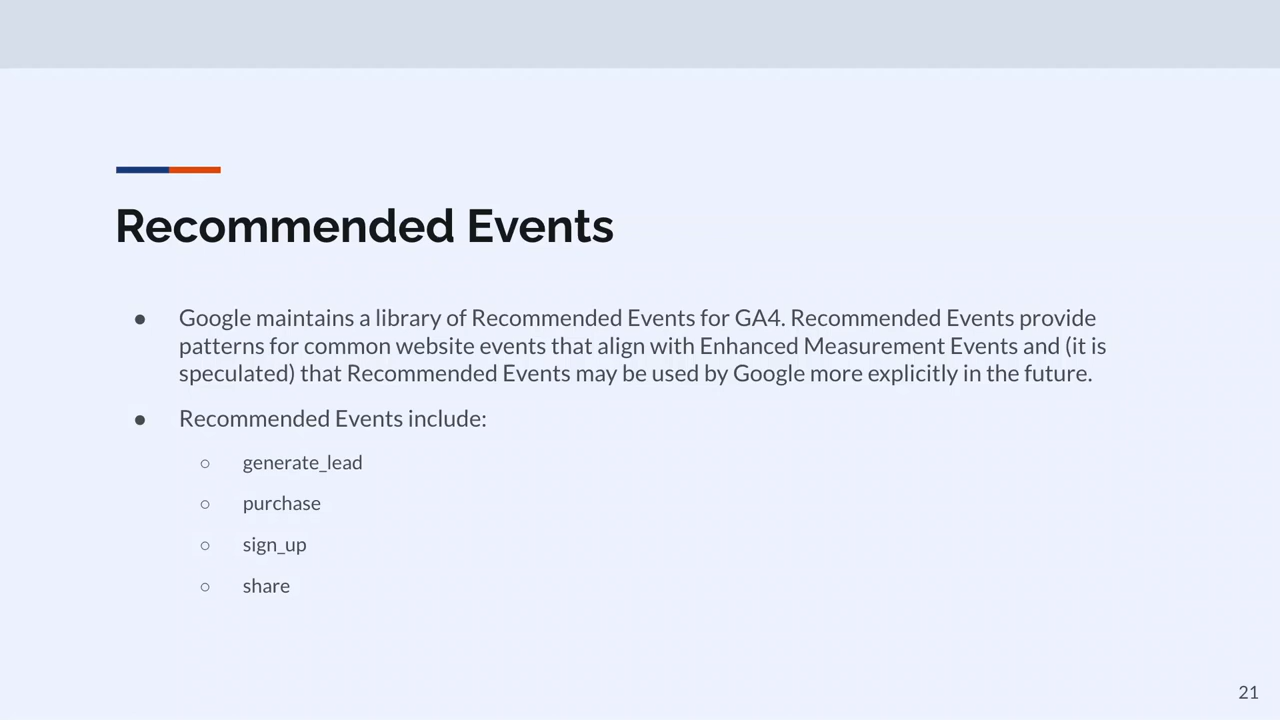 Recommended Events
● Google maintains a library of Recommended Events for GA4. Recommended Events provide
patterns for common website events that align with Enhanced Measurement Events and (it is
speculated) that Recommended Events may be used by Google more explicitly in the future.
● Recommended Events include:
○ generate_lead
○ purchase
○ sign_up
○ share
21